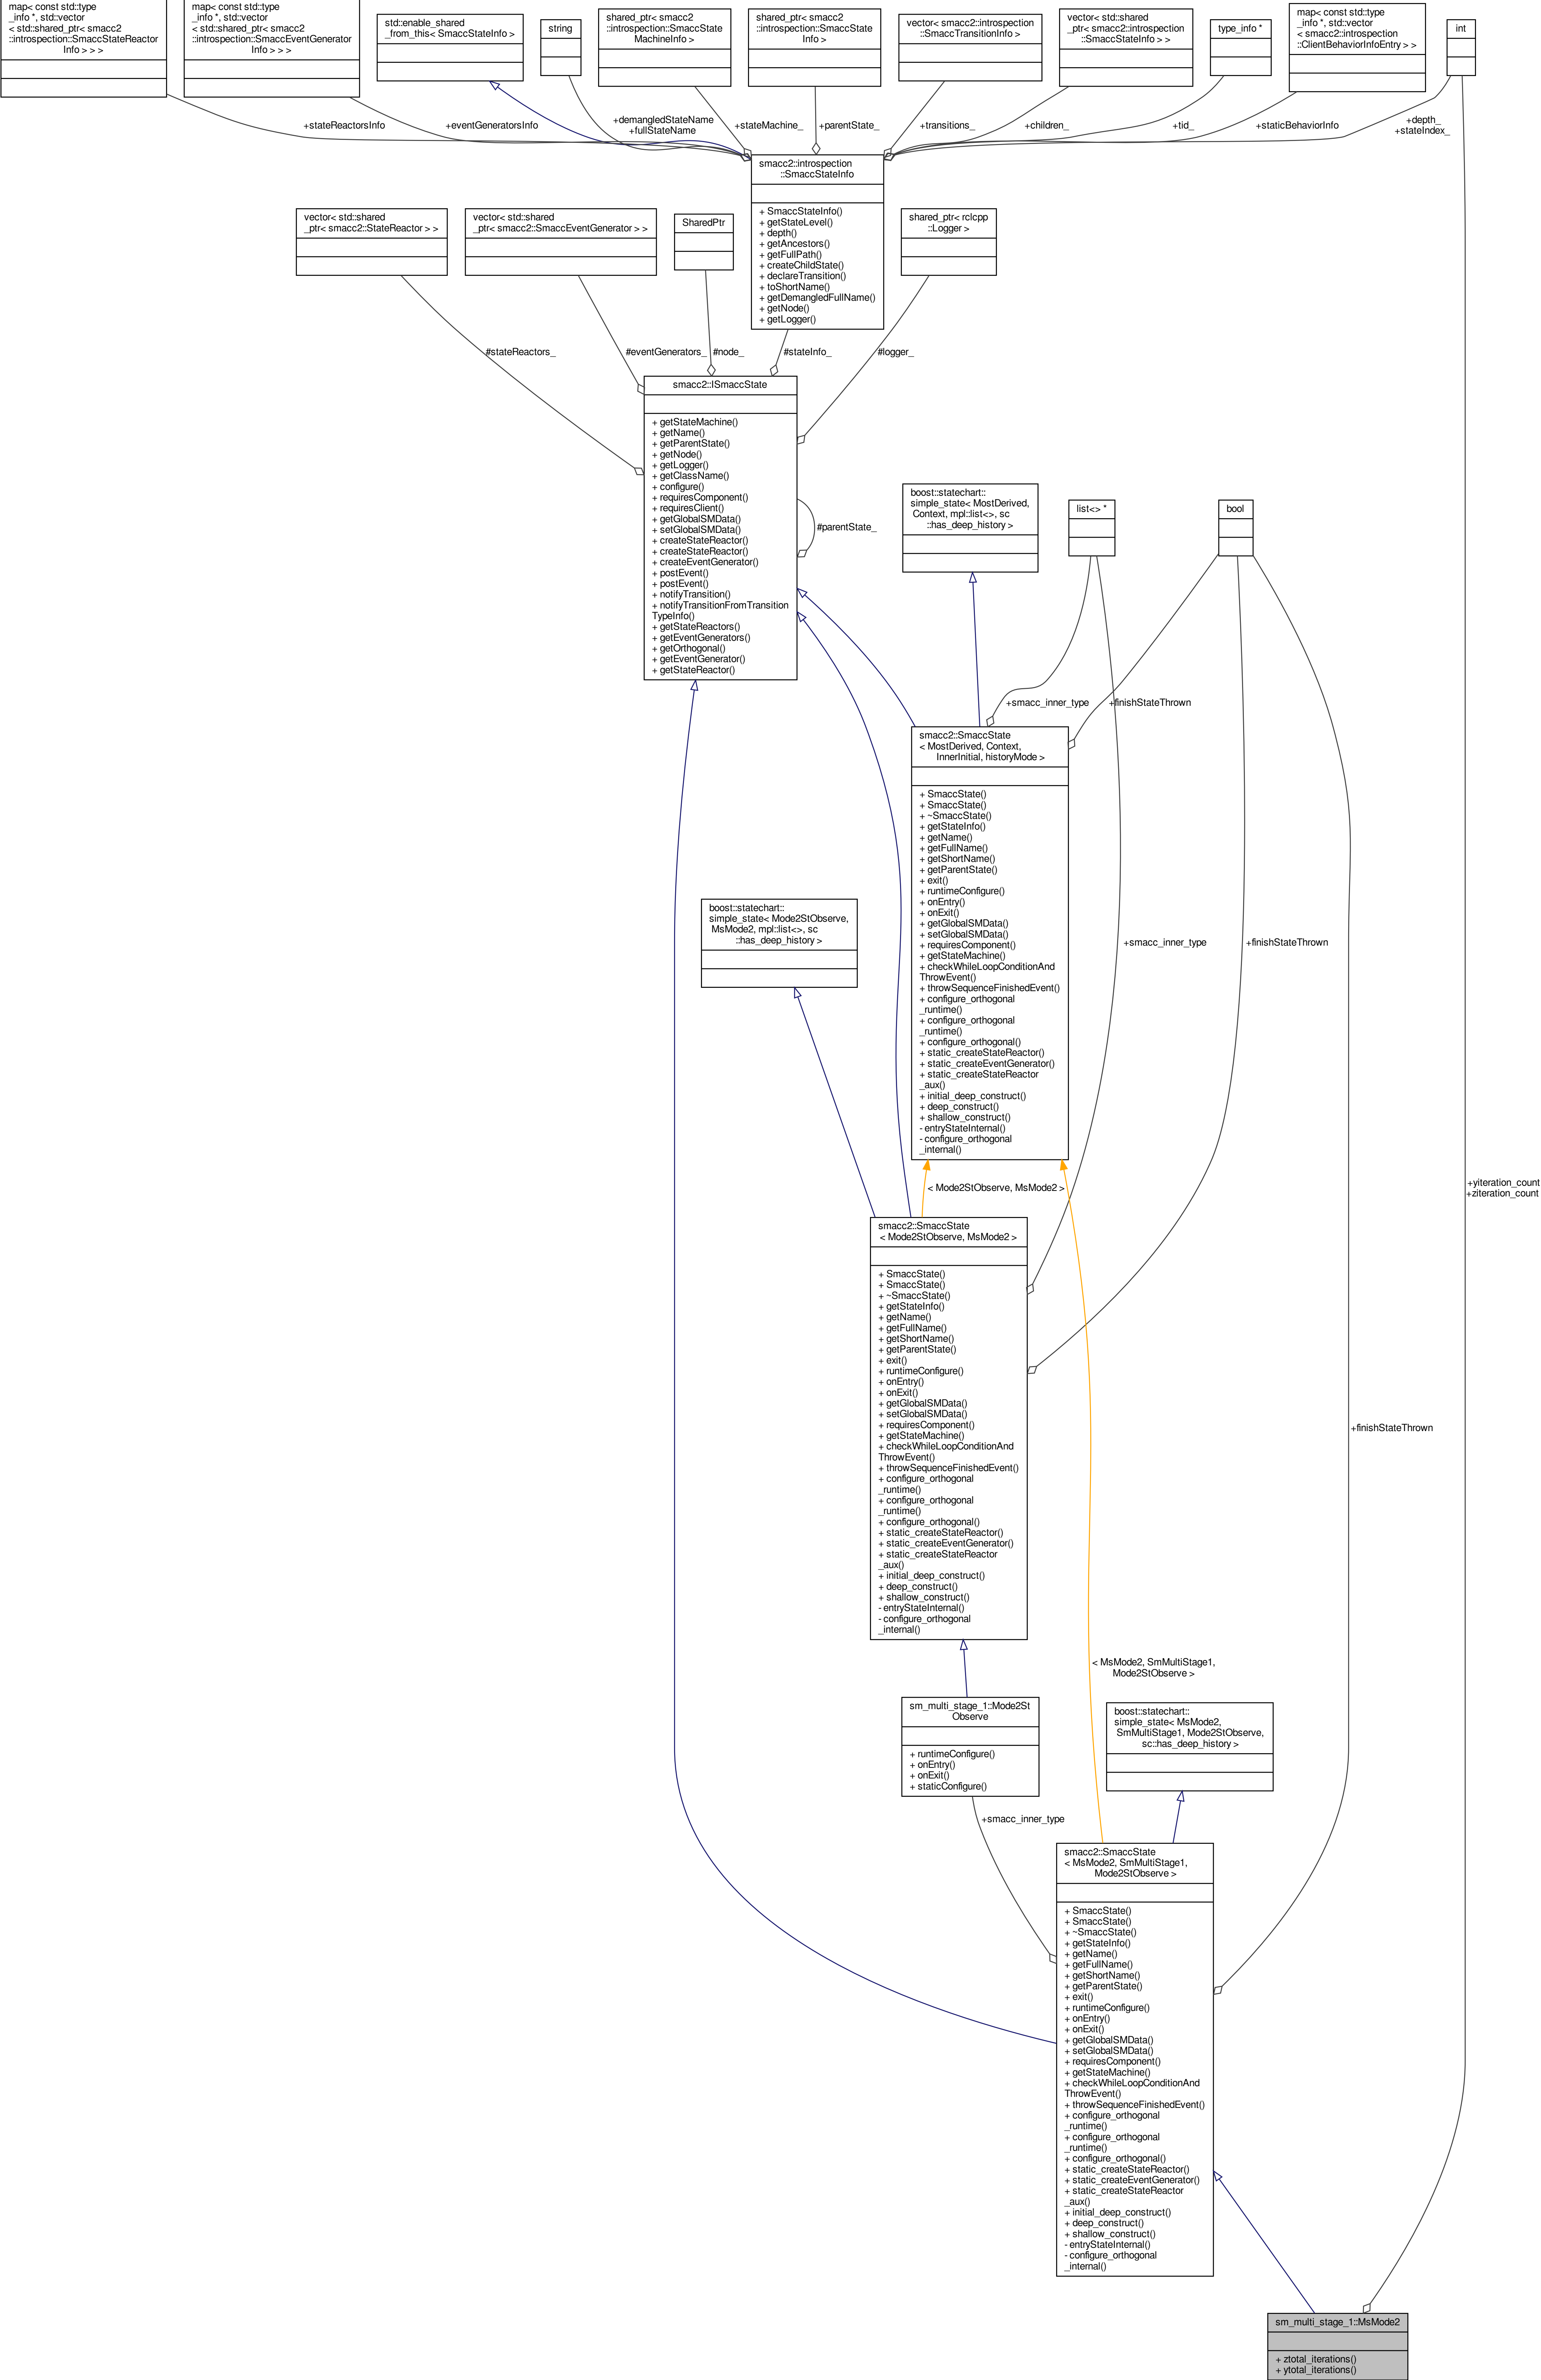 map< const std::type
_info *, std::vector
< std::shared_ptr< smacc2
::introspection::SmaccStateReactor
Info > > >
map< const std::type
_info *, std::vector
< std::shared_ptr< smacc2
::introspection::SmaccEventGenerator
Info > > >
std::enable_shared
_from_this< SmaccStateInfo >
string
shared_ptr< smacc2
::introspection::SmaccState
MachineInfo >
shared_ptr< smacc2
::introspection::SmaccState
Info >
vector< smacc2::introspection
::SmaccTransitionInfo >
vector< std::shared
_ptr< smacc2::introspection
::SmaccStateInfo > >
type_info *
map< const std::type
_info *, std::vector
< smacc2::introspection
::ClientBehaviorInfoEntry > >
int
+stateReactorsInfo
+eventGeneratorsInfo
+demangledStateName
+fullStateName
+stateMachine_
+parentState_
+transitions_
+children_
+tid_
+staticBehaviorInfo
+depth_
+stateIndex_
smacc2::introspection
::SmaccStateInfo
+ SmaccStateInfo()
+ getStateLevel()
+ depth()
+ getAncestors()
+ getFullPath()
+ createChildState()
+ declareTransition()
+ toShortName()
+ getDemangledFullName()
+ getNode()
+ getLogger()
vector< std::shared
_ptr< smacc2::StateReactor > >
vector< std::shared
_ptr< smacc2::SmaccEventGenerator > >
SharedPtr
shared_ptr< rclcpp
::Logger >
#stateReactors_
#eventGenerators_
#node_
#stateInfo_
#logger_
smacc2::ISmaccState
+ getStateMachine()
+ getName()
+ getParentState()
+ getNode()
+ getLogger()
+ getClassName()
+ configure()
+ requiresComponent()
+ requiresClient()
+ getGlobalSMData()
+ setGlobalSMData()
+ createStateReactor()
+ createStateReactor()
+ createEventGenerator()
+ postEvent()
+ postEvent()
+ notifyTransition()
+ notifyTransitionFromTransition
TypeInfo()
+ getStateReactors()
+ getEventGenerators()
+ getOrthogonal()
+ getEventGenerator()
+ getStateReactor()
#parentState_
boost::statechart::
simple_state< MostDerived,
Context, mpl::list<>, sc
::has_deep_history >
list<> *
bool
+smacc_inner_type
+finishStateThrown
smacc2::SmaccState
< MostDerived, Context,
InnerInitial, historyMode >
+ SmaccState()
+ SmaccState()
+ ~SmaccState()
+ getStateInfo()
+ getName()
+ getFullName()
+ getShortName()
+ getParentState()
+ exit()
+ runtimeConfigure()
+ onEntry()
+ onExit()
+ getGlobalSMData()
+ setGlobalSMData()
+ requiresComponent()
+ getStateMachine()
+ checkWhileLoopConditionAnd
ThrowEvent()
+ throwSequenceFinishedEvent()
+ configure_orthogonal
_runtime()
+ configure_orthogonal
_runtime()
+ configure_orthogonal()
+ static_createStateReactor()
+ static_createEventGenerator()
+ static_createStateReactor
_aux()
+ initial_deep_construct()
+ deep_construct()
+ shallow_construct()
- entryStateInternal()
- configure_orthogonal
_internal()
boost::statechart::
simple_state< Mode2StObserve,
MsMode2, mpl::list<>, sc
::has_deep_history >
+smacc_inner_type
+finishStateThrown
< Mode2StObserve, MsMode2 >
+yiteration_count
+ziteration_count
smacc2::SmaccState
< Mode2StObserve, MsMode2 >
+ SmaccState()
+ SmaccState()
+ ~SmaccState()
+ getStateInfo()
+ getName()
+ getFullName()
+ getShortName()
+ getParentState()
+ exit()
+ runtimeConfigure()
+ onEntry()
+ onExit()
+ getGlobalSMData()
+ setGlobalSMData()
+ requiresComponent()
+ getStateMachine()
+ checkWhileLoopConditionAnd
ThrowEvent()
+ throwSequenceFinishedEvent()
+ configure_orthogonal
_runtime()
+ configure_orthogonal
_runtime()
+ configure_orthogonal()
+ static_createStateReactor()
+ static_createEventGenerator()
+ static_createStateReactor
_aux()
+ initial_deep_construct()
+ deep_construct()
+ shallow_construct()
- entryStateInternal()
- configure_orthogonal
_internal()
+finishStateThrown
< MsMode2, SmMultiStage1,
Mode2StObserve >
sm_multi_stage_1::Mode2St
Observe
+ runtimeConfigure()
+ onEntry()
+ onExit()
+ staticConfigure()
boost::statechart::
simple_state< MsMode2,
SmMultiStage1, Mode2StObserve,
sc::has_deep_history >
+smacc_inner_type
smacc2::SmaccState
< MsMode2, SmMultiStage1,
Mode2StObserve >
+ SmaccState()
+ SmaccState()
+ ~SmaccState()
+ getStateInfo()
+ getName()
+ getFullName()
+ getShortName()
+ getParentState()
+ exit()
+ runtimeConfigure()
+ onEntry()
+ onExit()
+ getGlobalSMData()
+ setGlobalSMData()
+ requiresComponent()
+ getStateMachine()
+ checkWhileLoopConditionAnd
ThrowEvent()
+ throwSequenceFinishedEvent()
+ configure_orthogonal
_runtime()
+ configure_orthogonal
_runtime()
+ configure_orthogonal()
+ static_createStateReactor()
+ static_createEventGenerator()
+ static_createStateReactor
_aux()
+ initial_deep_construct()
+ deep_construct()
+ shallow_construct()
- entryStateInternal()
- configure_orthogonal
_internal()
sm_multi_stage_1::MsMode2
+ ztotal_iterations()
+ ytotal_iterations()